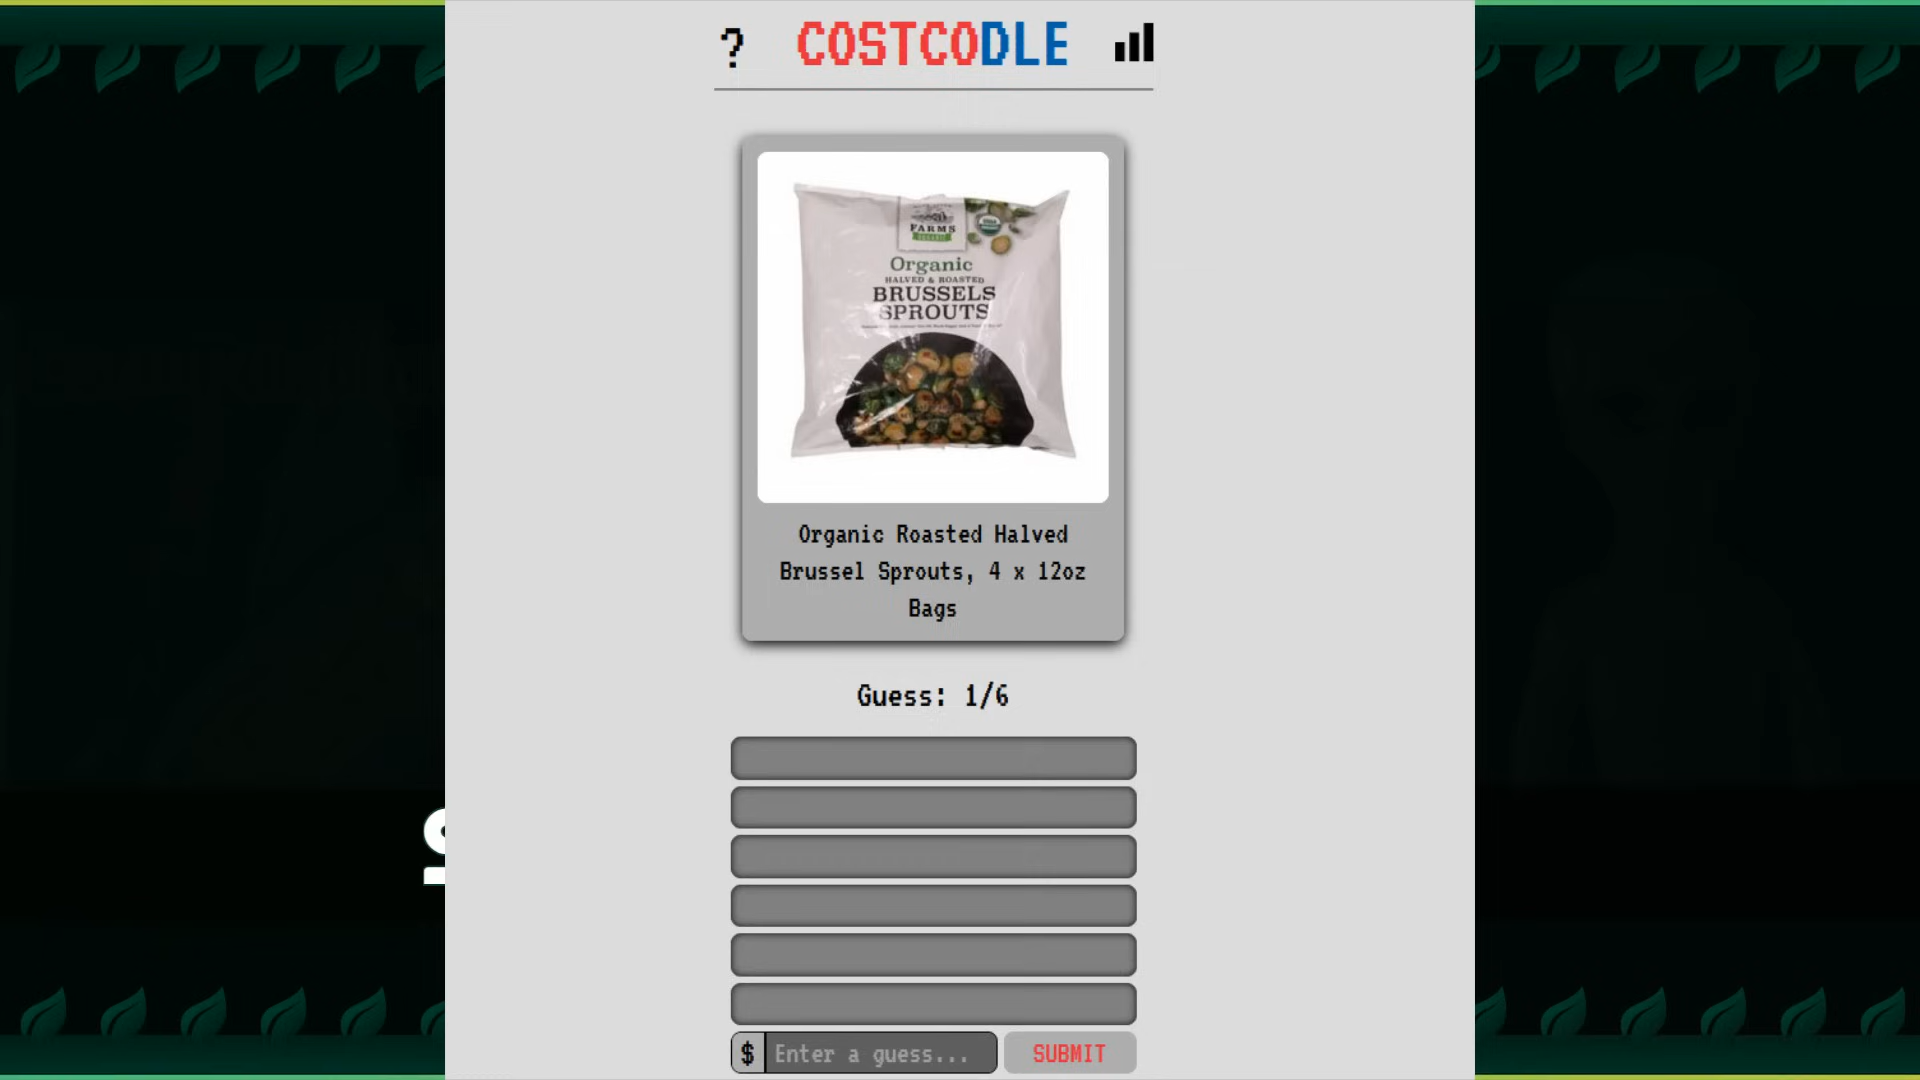 ?
COSTCODLE
FARMS
ORGANIC
Organic
HALVED & ROASTED
BRUSSELS
SPROUTS
Organic Roasted Halved
Brussel Sprouts, 4 x 12oz
Bags
Guess: 1/6
$ Enter a guess... SUBMIT